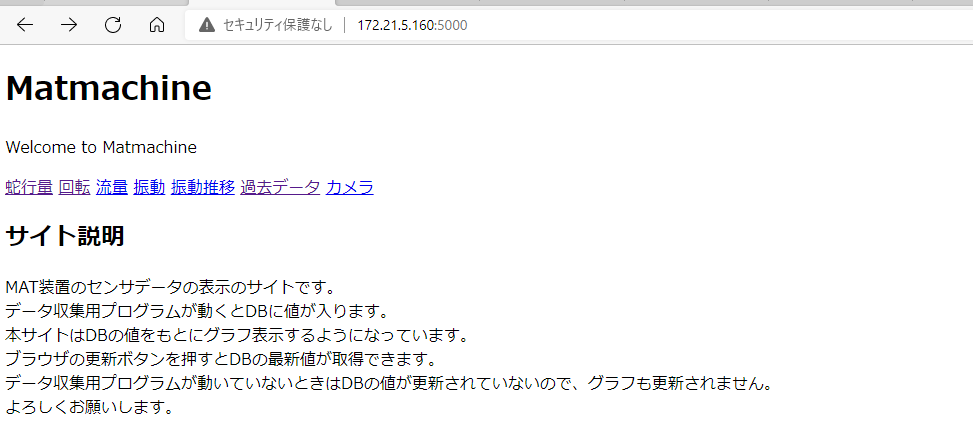 セキュリティ保護なし | 172.21.5.160:5000
Matmachine
Welcome to Matmachine
蛇行量 回転 流量 振動 振動推移 過去データ カメラ
サイト説明
MAT装置のセンサデータの表示のサイトです。
データ収集用プログラムが動くとDBに値が入ります。
本サイトはDBの値をもとにグラフ表示するようになっています。
ブラウザの更新ボタンを押すとDBの最新値が取得できます。
データ収集用プログラムが動いていないときはDBの値が更新されていないので、グラフも更新されません。
よろしくお願いします。